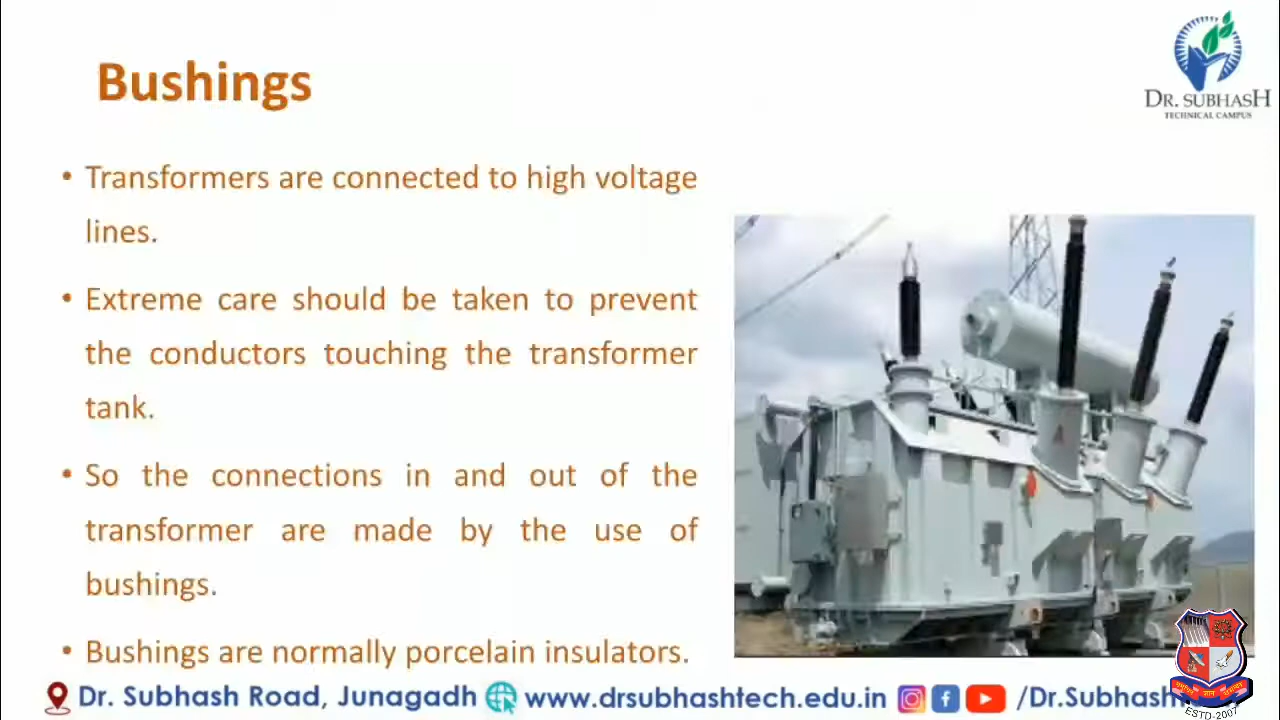 Bushings
DR. SUBHASH
TECHNICAL CAMPUS
• Transformers are connected to high voltage
lines.
• Extreme care should be taken to prevent
the conductors touching the transformer
tank.
• So the connections in and out of the
transformer are made by the use of
bushings.
• Bushings are normally porcelain insulators.
Dr. Subhash Road, Junagadh www.drsubhashtech.edu.in /Dr.Subhash
ESTD-2007